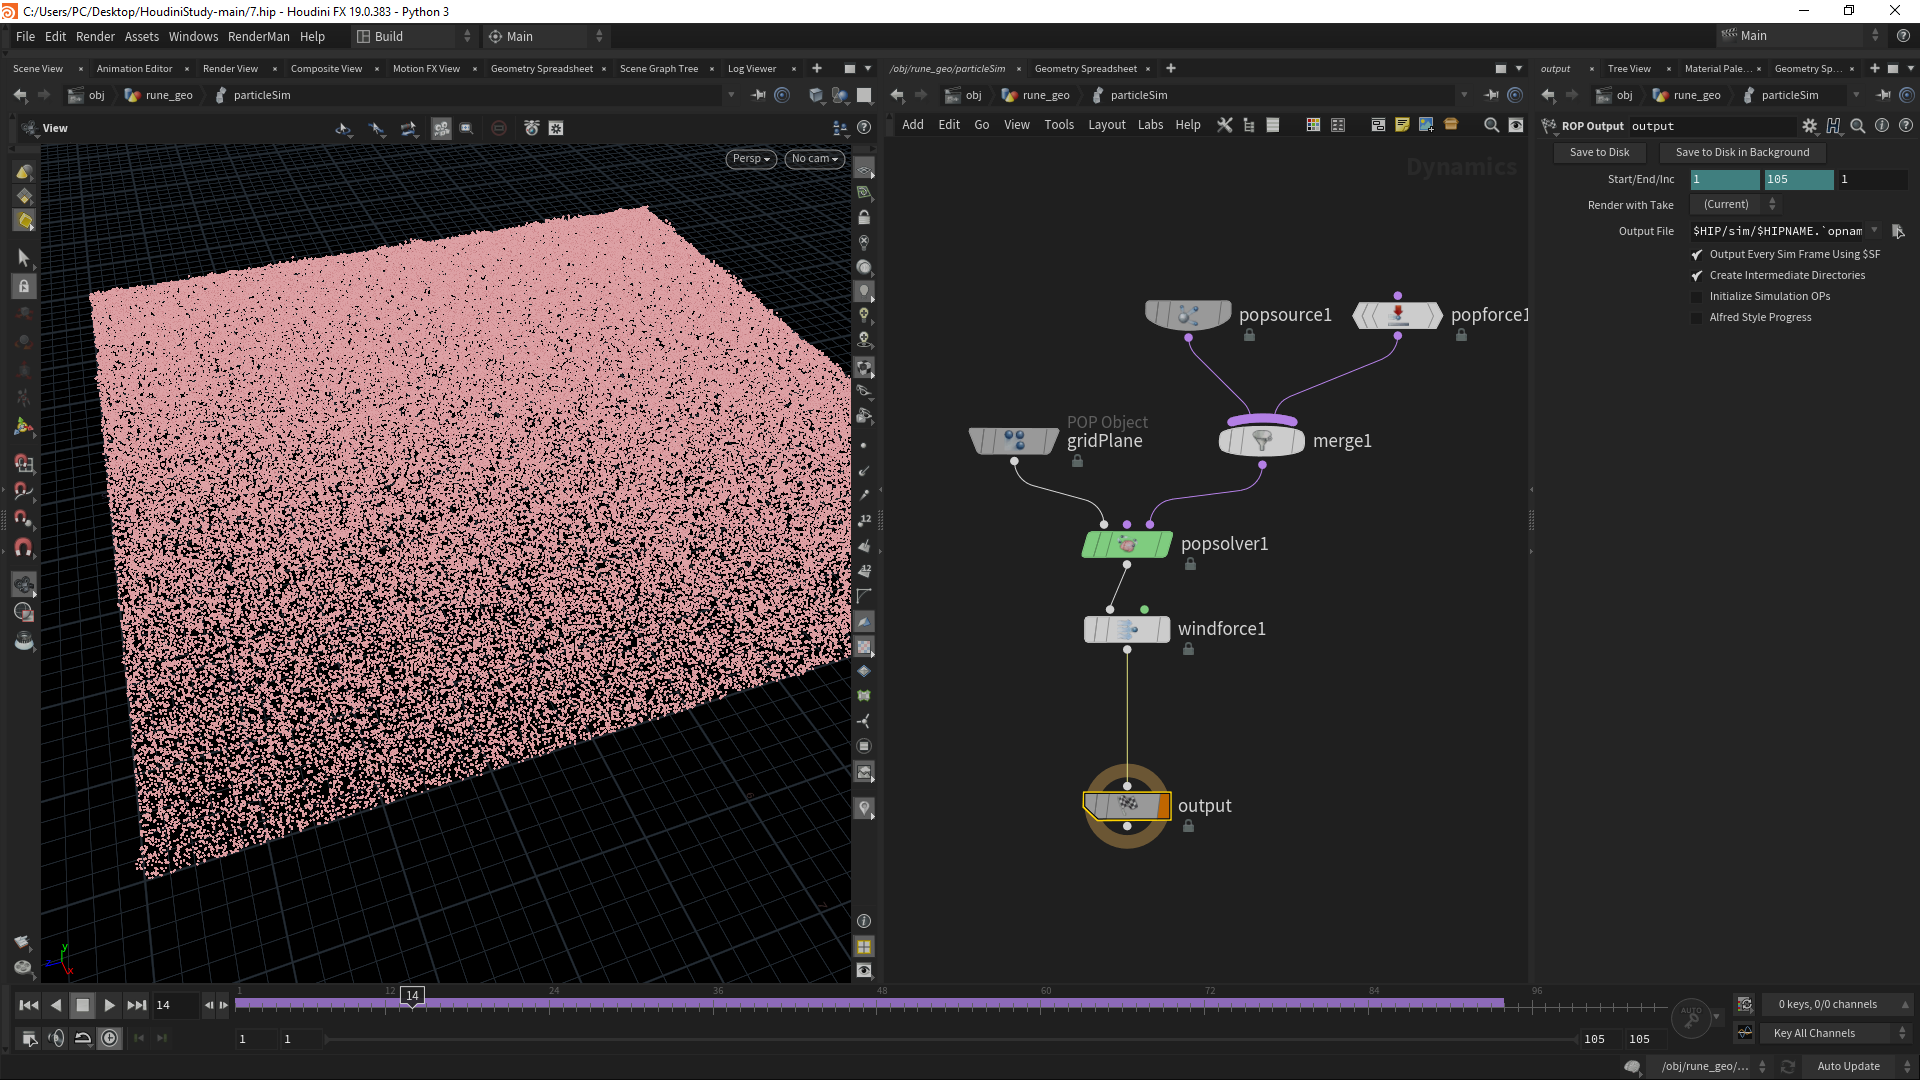 C:/Users/PC/Desktop/HoudiniStudy-main/7.hip - Houdini FX 19.0.383 - Python 3
File Edit Render Assets Windows RenderMan Help Build Main Main
Scene View Animation Editor Render View Composite View Motion FX View Geometry Spreadsheet Scene Graph Tree Log Viewer
/obj/rune_geo/particleSim Geometry Spreadsheet
output Tree View Material Pale... Geometry Sp...
obj rune_geo particleSim
obj rune_geo particleSim
obj rune_geo particleSim
View
Persp No cam
Add Edit Go View Tools Layout Labs Help
Dynamics
popsource1
popforce1
POP Object
gridPlane
merge1
popsolver1
windforce1
output
ROP Output output
Save to Disk Save to Disk in Background
Start/End/Inc 1 105 1
Render with Take (Current)
Output File $HIP/sim/$HIPNAME.`opnam
Output Every Sim Frame Using $SF
Create Intermediate Directories
Initialize Simulation OPs
Alfred Style Progress
12
12
y
z
x
14
1 12 14 24 36 48 60 72 84 96
AUTO
0 keys, 0/0 channels
1 1 105 105
Key All Channels
/obj/rune_geo/... Auto Update